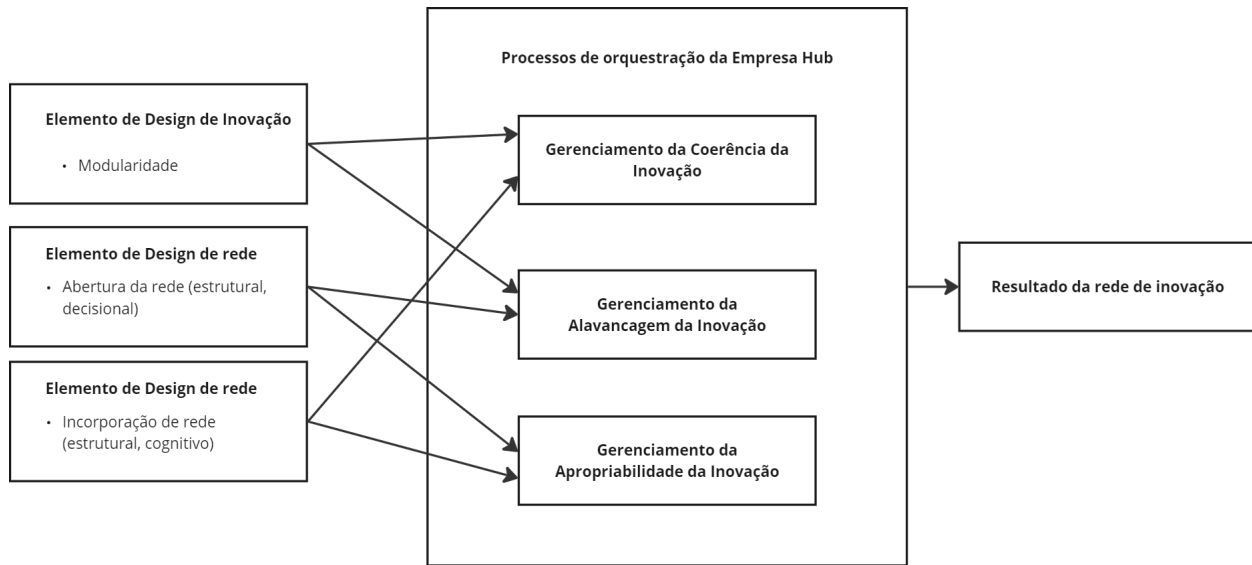 Processos de orquestração da Empresa Hub
Elemento de Design de Inovação
• Modularidade
Elemento de Design de rede
• Abertura da rede (estrutural,
decisional)
Elemento de Design de rede
• Incorporação de rede
(estrutural, cognitivo)
Gerenciamento da Coerência da
Inovação
Gerenciamento da
Alavancagem da Inovação
Gerenciamento da
Apropriabilidade da Inovação
Resultado da rede de inovação